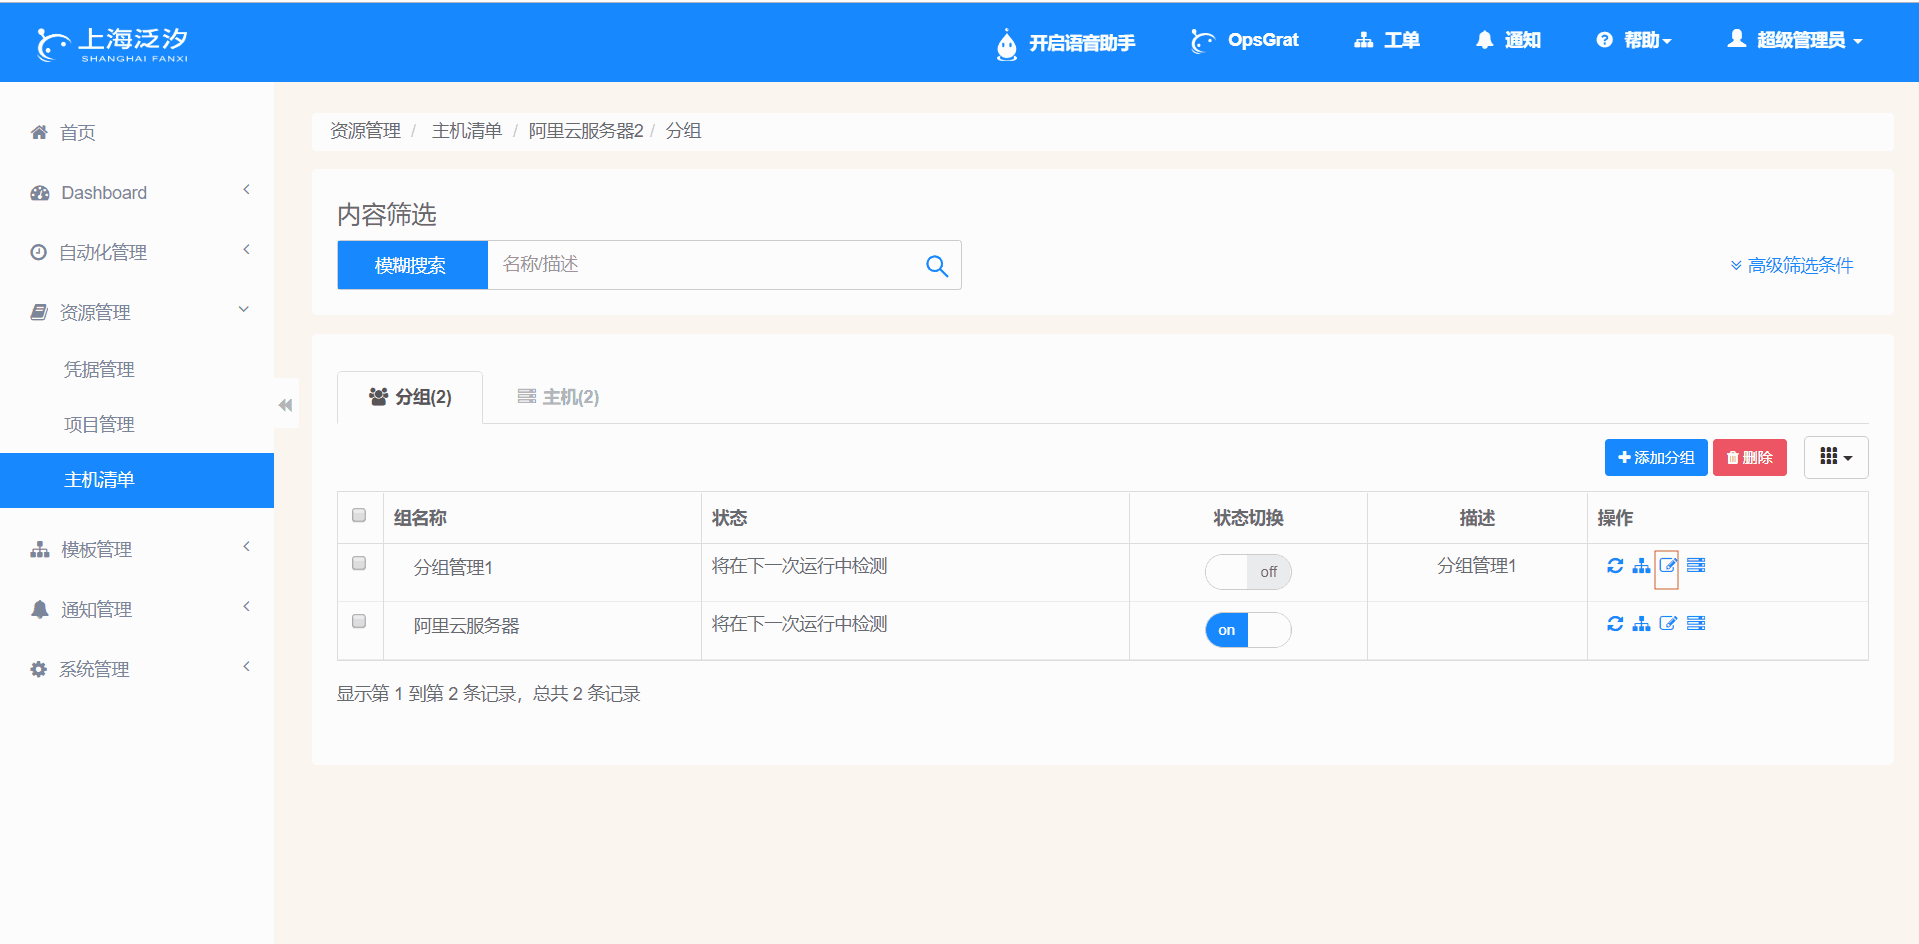 上海泛汐
SHANGHAI FANXI
开启语音助手
OpsGrat
工单
通知
帮助
超级管理员
首页
Dashboard
自动化管理
资源管理
凭据管理
项目管理
主机清单
模板管理
通知管理
系统管理
资源管理 / 主机清单 / 阿里云服务器2 / 分组
内容筛选
模糊搜索 名称/描述
高级筛选条件
分组(2) 主机(2)
添加分组 删除
组名称 状态 状态切换 描述 操作
分组管理1 将在下一次运行中检测 off 分组管理1
阿里云服务器 将在下一次运行中检测 on
显示第 1 到第 2 条记录，总共 2 条记录